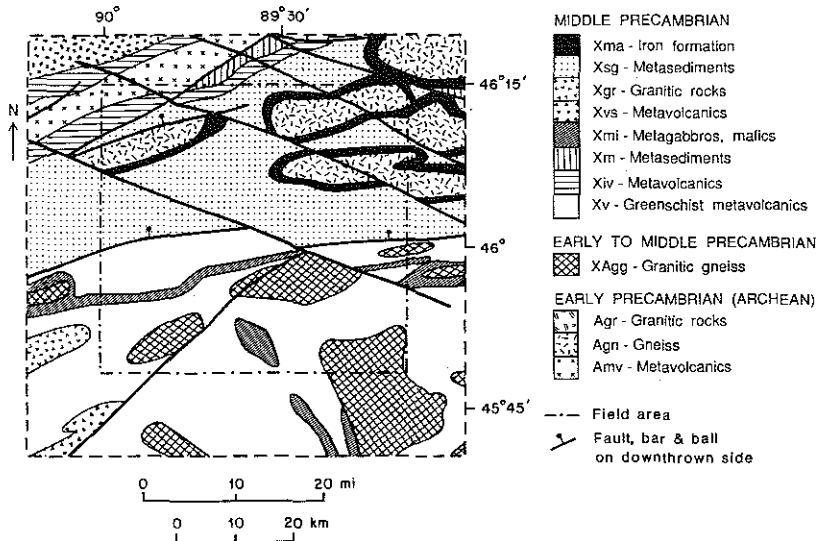 90° 89°30'
N
46°15'
46°
45°45'
0 10 20 mi
0 10 20 km
MIDDLE PRECAMBRIAN
Xma - Iron formation
Xsg - Metasediments
Xgr - Granitic rocks
Xvs - Metavolcanics
Xmi - Metagabbros, mafics
Xm - Metasediments
Xiv - Metavolcanics
Xv - Greenschist metavolcanics
EARLY TO MIDDLE PRECAMBRIAN
XAgg - Granitic gneiss
EARLY PRECAMBRIAN (ARCHEAN)
Agr - Granitic rocks
Agn - Gneiss
Amv - Metavolcanics
Field area
Fault, bar & ball
on downthrown side